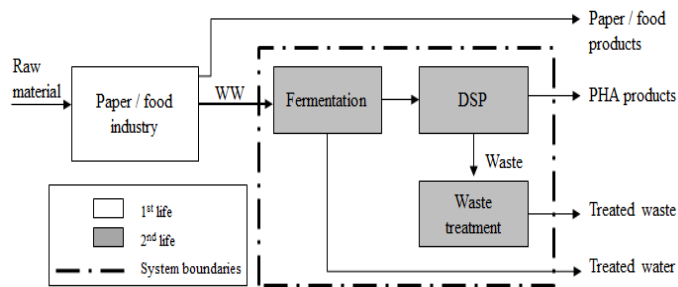 Paper / food
products
Raw
material
Paper / food
industry
WW
Fermentation
DSP
PHA products
Waste
Waste
treatment
Treated waste
Treated water
1st life
2nd life
System boundaries